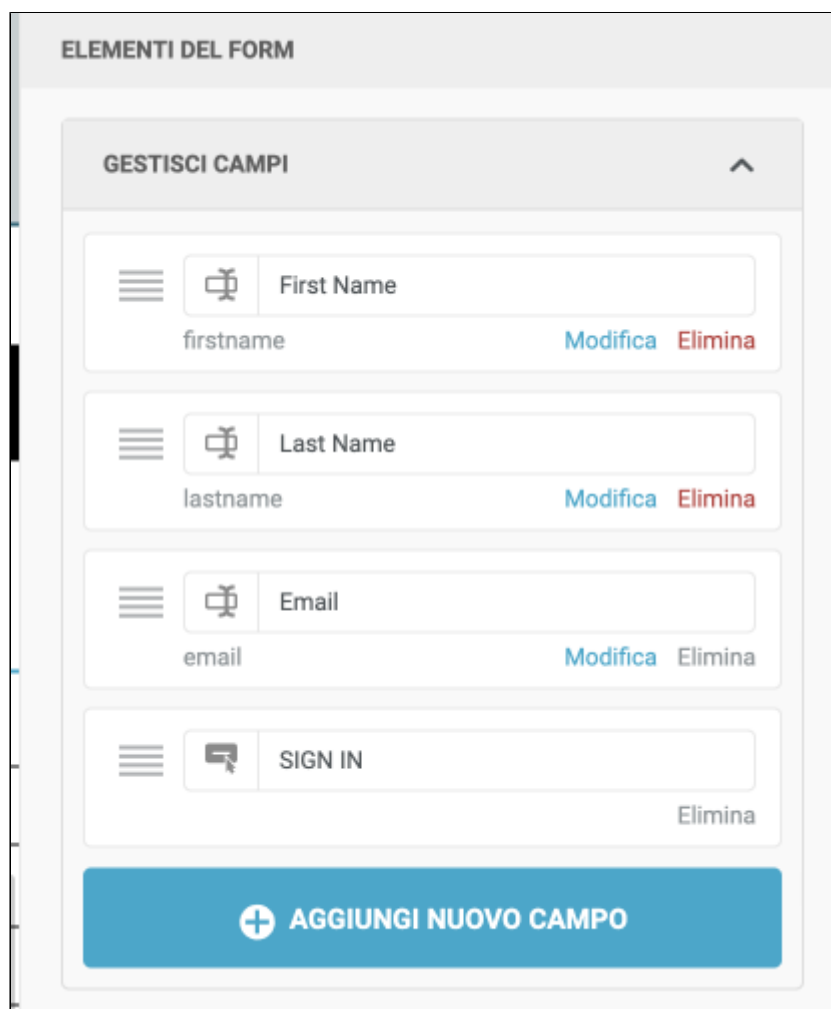 ELEMENTI DEL FORM
GESTISCI CAMPI
First Name
firstname Modifica Elimina
Last Name
lastname Modifica Elimina
Email
email Modifica Elimina
SIGN IN
Elimina
AGGIUNGI NUOVO CAMPO